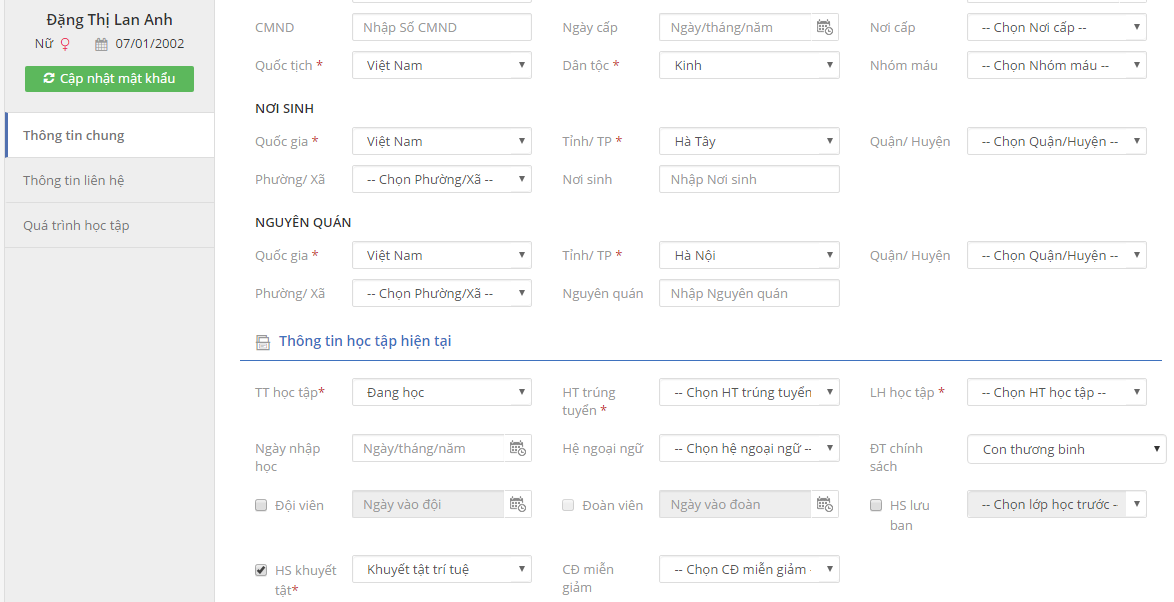 Đặng Thị Lan Anh
Nữ 07/01/2002
Cập nhật mật khẩu
Thông tin chung
Thông tin liên hệ
Quá trình học tập
CMND Nhập Số CMND Ngày cấp Ngày/tháng/năm Nơi cấp -- Chọn Nơi cấp --
Quốc tịch * Việt Nam Dân tộc * Kinh Nhóm máu -- Chọn Nhóm máu --
NƠI SINH
Quốc gia * Việt Nam Tỉnh/ TP * Hà Tây Quận/ Huyện -- Chọn Quận/Huyện --
Phường/ Xã -- Chọn Phường/Xã -- Nơi sinh Nhập Nơi sinh
NGUYÊN QUÁN
Quốc gia * Việt Nam Tỉnh/ TP * Hà Nội Quận/ Huyện -- Chọn Quận/Huyện --
Phường/ Xã -- Chọn Phường/Xã -- Nguyên quán Nhập Nguyên quán
Thông tin học tập hiện tại
TT học tập* Đang học HT trúng tuyển * -- Chọn HT trúng tuyển LH học tập * -- Chọn HT học tập --
Ngày nhập học Ngày/tháng/năm Hệ ngoại ngữ -- Chọn hệ ngoại ngữ -- ĐT chính sách Con thương binh
Đội viên Ngày vào đội Đoàn viên Ngày vào đoàn HS lưu ban -- Chọn lớp học trước -
HS khuyết tật* Khuyết tật trí tuệ CĐ miễn giảm -- Chọn CĐ miễn giảm